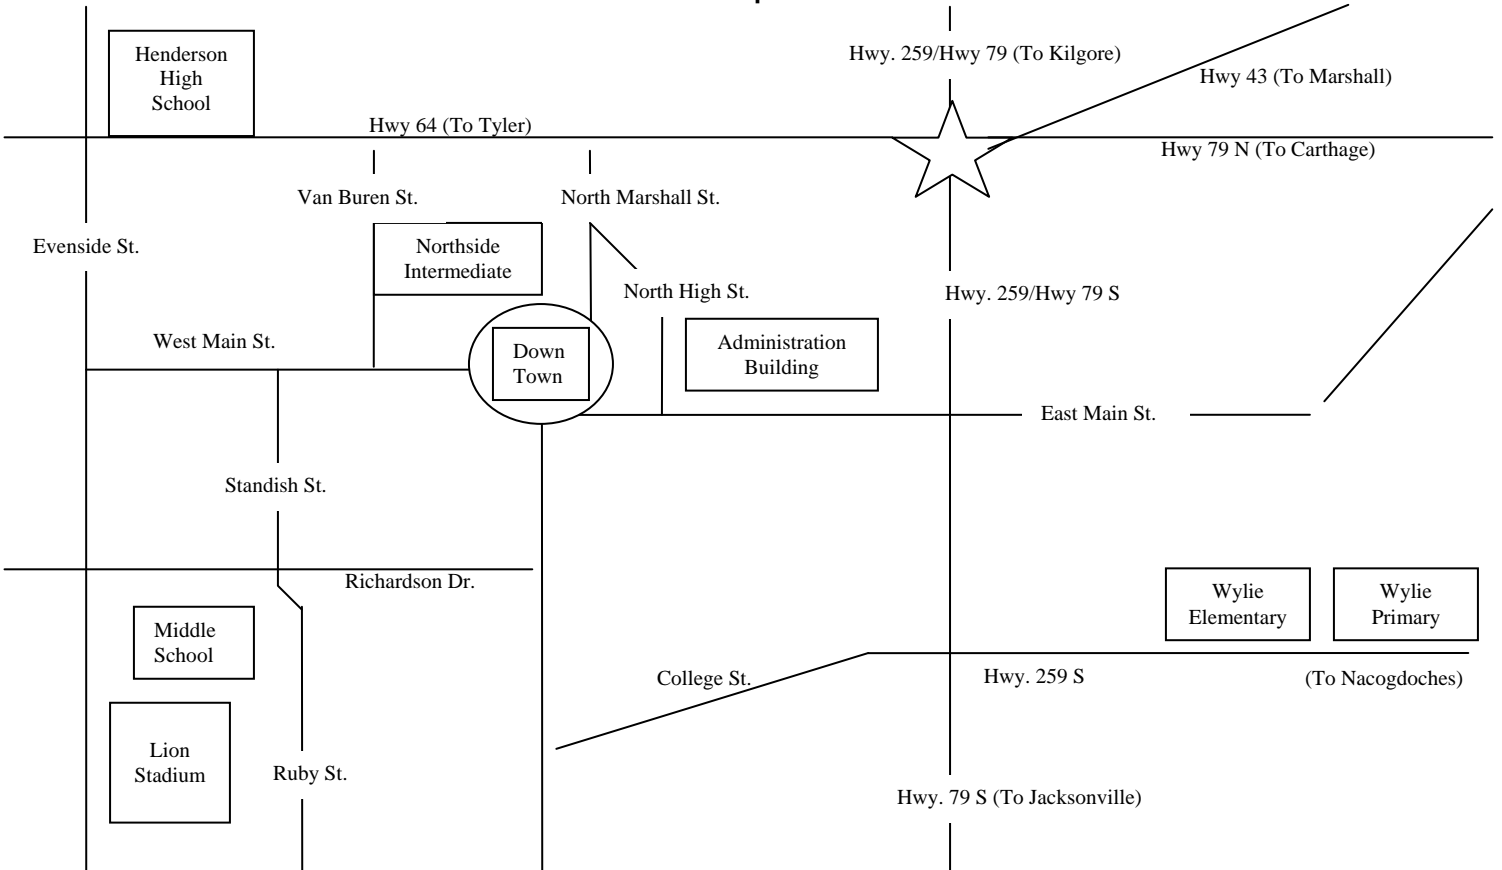 Henderson
High
School
Hwy. 259/Hwy 79 (To Kilgore)
Hwy 43 (To Marshall)
Hwy 64 (To Tyler)
Hwy 79 N (To Carthage)
Van Buren St.
North Marshall St.
Evenside St.
Northside
Intermediate
North High St.
Hwy. 259/Hwy 79 S
West Main St.
Down
Town
Administration
Building
East Main St.
Standish St.
Richardson Dr.
Wylie
Elementary
Wylie
Primary
Middle
School
College St.
Hwy. 259 S
(To Nacogdoches)
Lion
Stadium
Ruby St.
Hwy. 79 S (To Jacksonville)